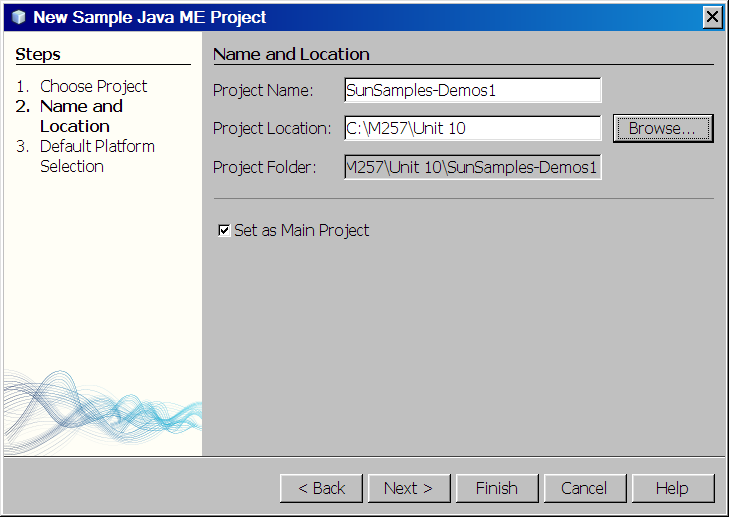 New Sample Java ME Project
Steps
1. Choose Project
2. Name and
Location
3. Default Platform
Selection
Name and Location
Project Name: SunSamples-Demos1
Project Location: C:\M257\Unit 10 Browse...
Project Folder: M257\Unit 10\SunSamples-Demos1
Set as Main Project
< Back Next > Finish Cancel Help